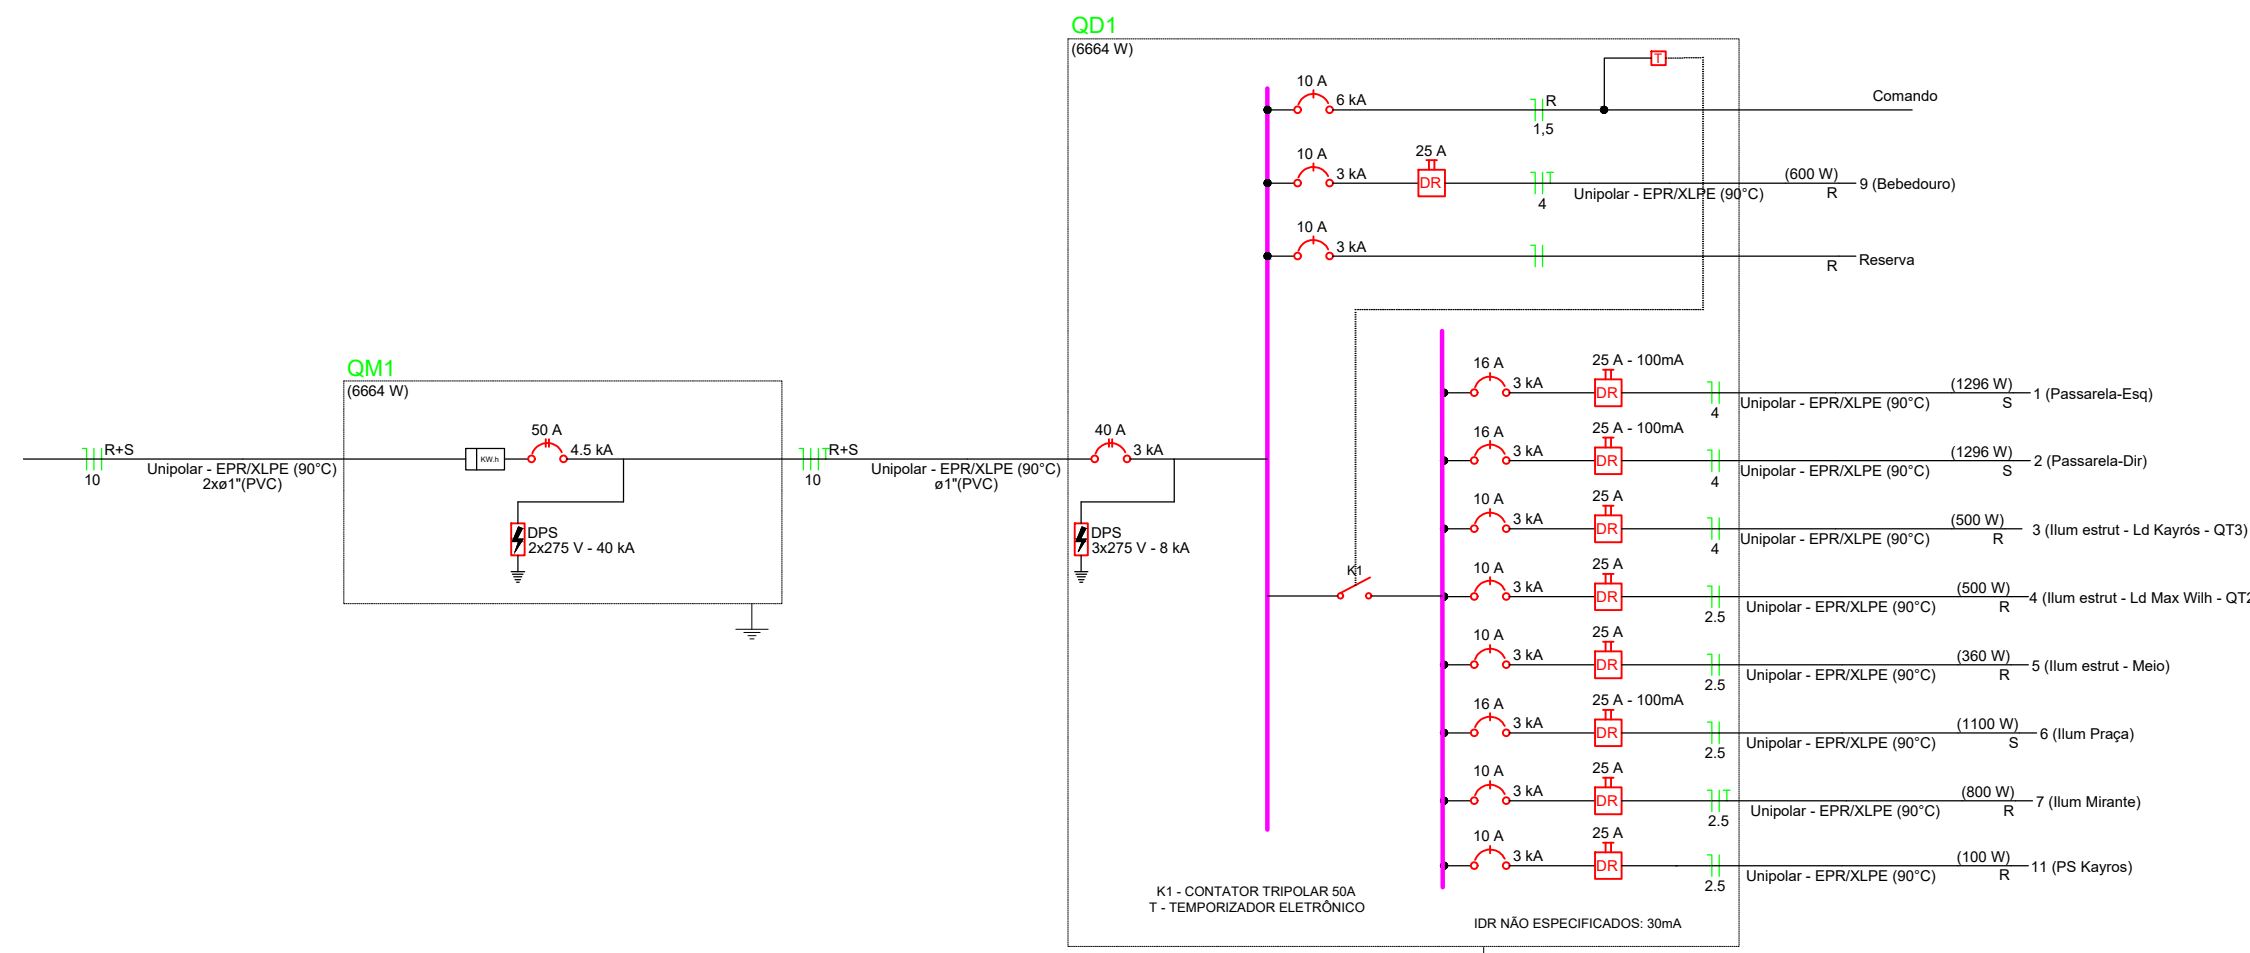 QD1
(6664 W)
T
10 A
6 kA
R
1,5
Comando
10 A
3 kA
25 A
DR
T
4
Unipolar - EPR/XLPE (90°C)
(600 W)
R
9 (Bebedouro)
10 A
3 kA
R
Reserva
QM1
(6664 W)
R+S
10
Unipolar - EPR/XLPE (90°C)
2xø1"(PVC)
KW.h
50 A
4.5 kA
DPS
2x275 V - 40 kA
T
R+S
10
Unipolar - EPR/XLPE (90°C)
ø1"(PVC)
40 A
3 kA
DPS
3x275 V - 8 kA
K1
16 A
3 kA
25 A - 100mA
DR
4
Unipolar - EPR/XLPE (90°C)
(1296 W)
S
1 (Passarela-Esq)
16 A
3 kA
25 A - 100mA
DR
4
Unipolar - EPR/XLPE (90°C)
(1296 W)
S
2 (Passarela-Dir)
10 A
3 kA
25 A
DR
4
Unipolar - EPR/XLPE (90°C)
(500 W)
R
3 (Ilum estrut - Ld Kayrós - QT3)
10 A
3 kA
25 A
DR
2.5
Unipolar - EPR/XLPE (90°C)
(500 W)
R
4 (Ilum estrut - Ld Max Wilh - QT2
10 A
3 kA
25 A
DR
2.5
Unipolar - EPR/XLPE (90°C)
(360 W)
R
5 (Ilum estrut - Meio)
16 A
3 kA
25 A - 100mA
DR
2.5
Unipolar - EPR/XLPE (90°C)
(1100 W)
S
6 (Ilum Praça)
10 A
3 kA
25 A
DR
T
2.5
Unipolar - EPR/XLPE (90°C)
(800 W)
R
7 (Ilum Mirante)
10 A
3 kA
25 A
DR
2.5
Unipolar - EPR/XLPE (90°C)
(100 W)
R
11 (PS Kayros)
K1 - CONTATOR TRIPOLAR 50A
T - TEMPORIZADOR ELETRÔNICO
IDR NÃO ESPECIFICADOS: 30mA